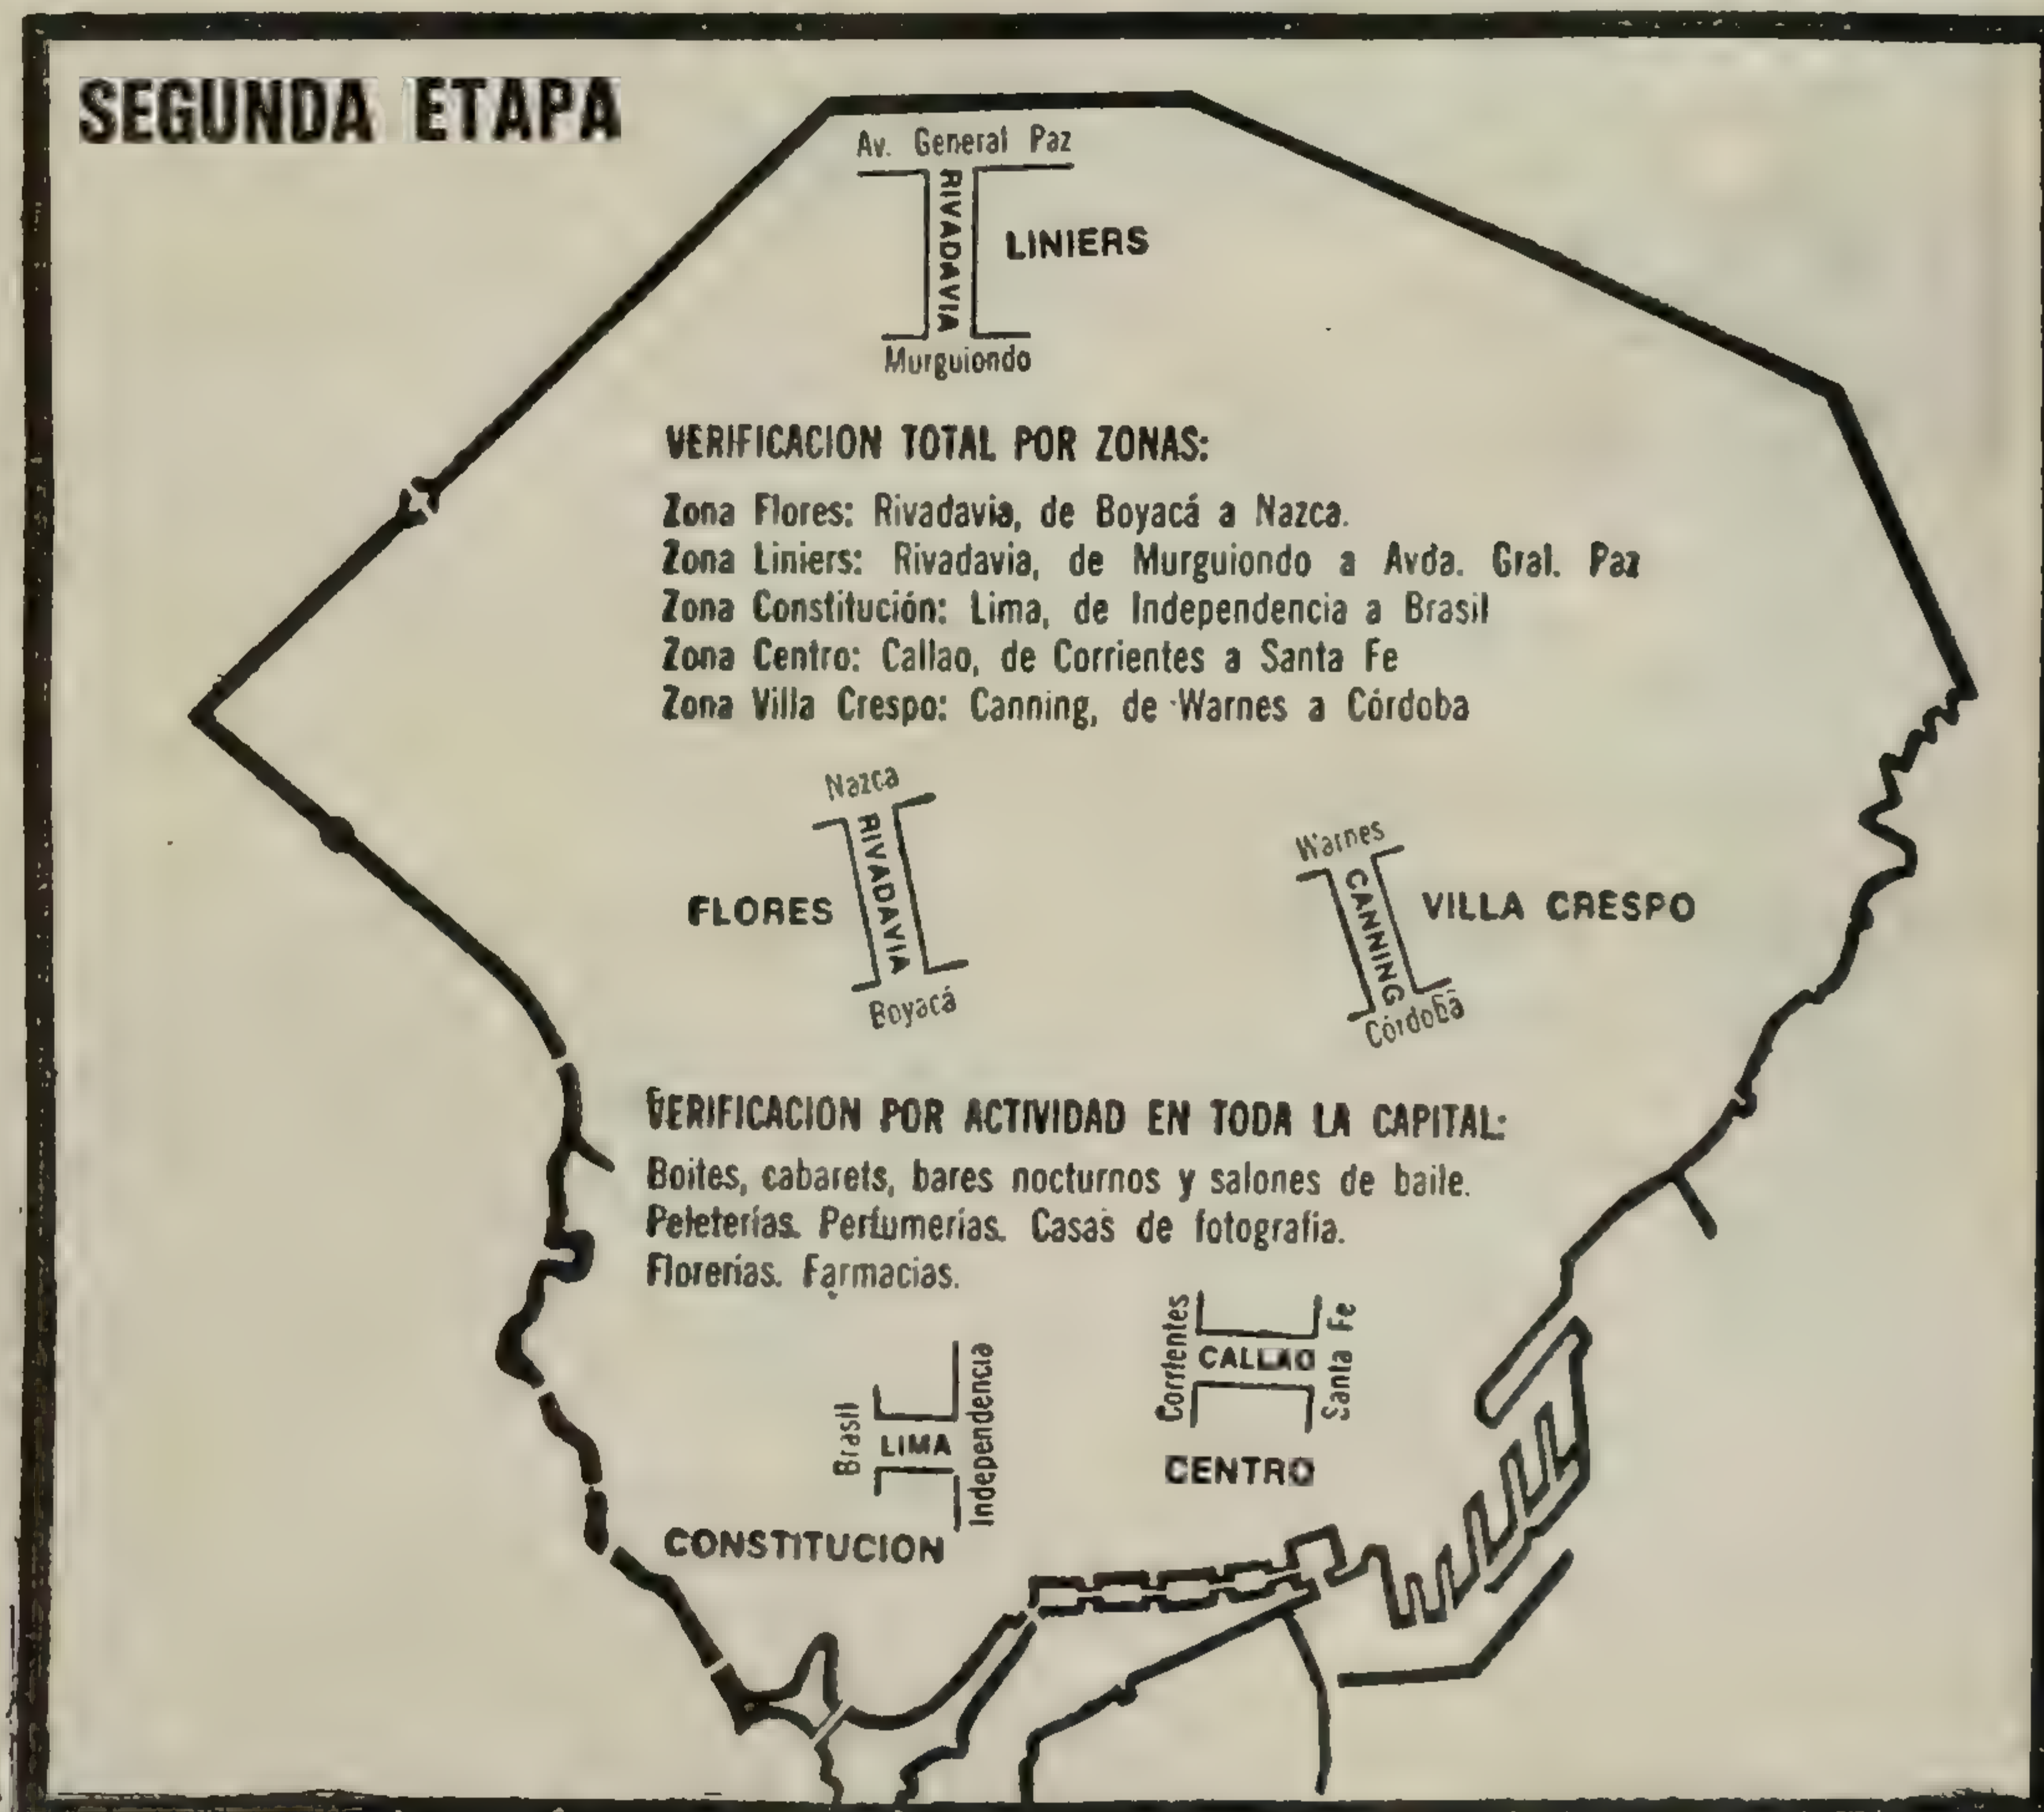 SEGUNDA ETAPA
Av. General Paz
RIVADAVIA
LINIERS
Murguiondo
VERIFICACION TOTAL POR ZONAS:
Zona Flores: Rivadavia, de Boyacá a Nazca.
Zona Liniers: Rivadavia, de Murguiondo a Avda. Gral. Paz
Zona Constitución: Lima, de Independencia a Brasil
Zona Centro: Callao, de Corrientes a Santa Fe
Zona Villa Crespo: Canning, de Warnes a Córdoba
Nazca
RIVADAVIA
FLORES
Boyacá
Warnes
CANNING
VILLA CRESPO
Córdoba
VERIFICACION POR ACTIVIDAD EN TODA LA CAPITAL:
Boites, cabarets, bares nocturnos y salones de baile.
Peleterías. Perfumerías. Casas de fotografia.
Florerías. Farmacias.
Brasil
LIMA
Independencia
CONSTITUCION
Corrientes
CALLAO
Santa Fe
CENTRO